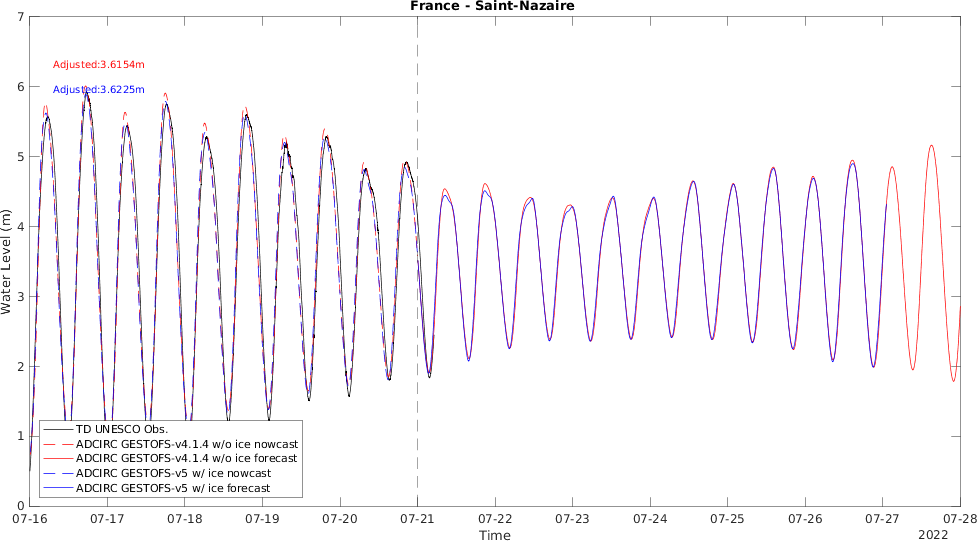 France - Saint-Nazaire
7
6
5
4
3
2
1
0
Water Level (m)
Adjusted:3.6154m
Adjusted:3.6225m
TD UNESCO Obs.
ADCIRC GESTOFS-v4.1.4 w/o ice nowcast
ADCIRC GESTOFS-v4.1.4 w/o ice forecast
ADCIRC GESTOFS-v5 w/ ice nowcast
ADCIRC GESTOFS-v5 w/ ice forecast
07-16 07-17 07-18 07-19 07-20 07-21 07-22 07-23 07-24 07-25 07-26 07-27 07-28
Time
2022